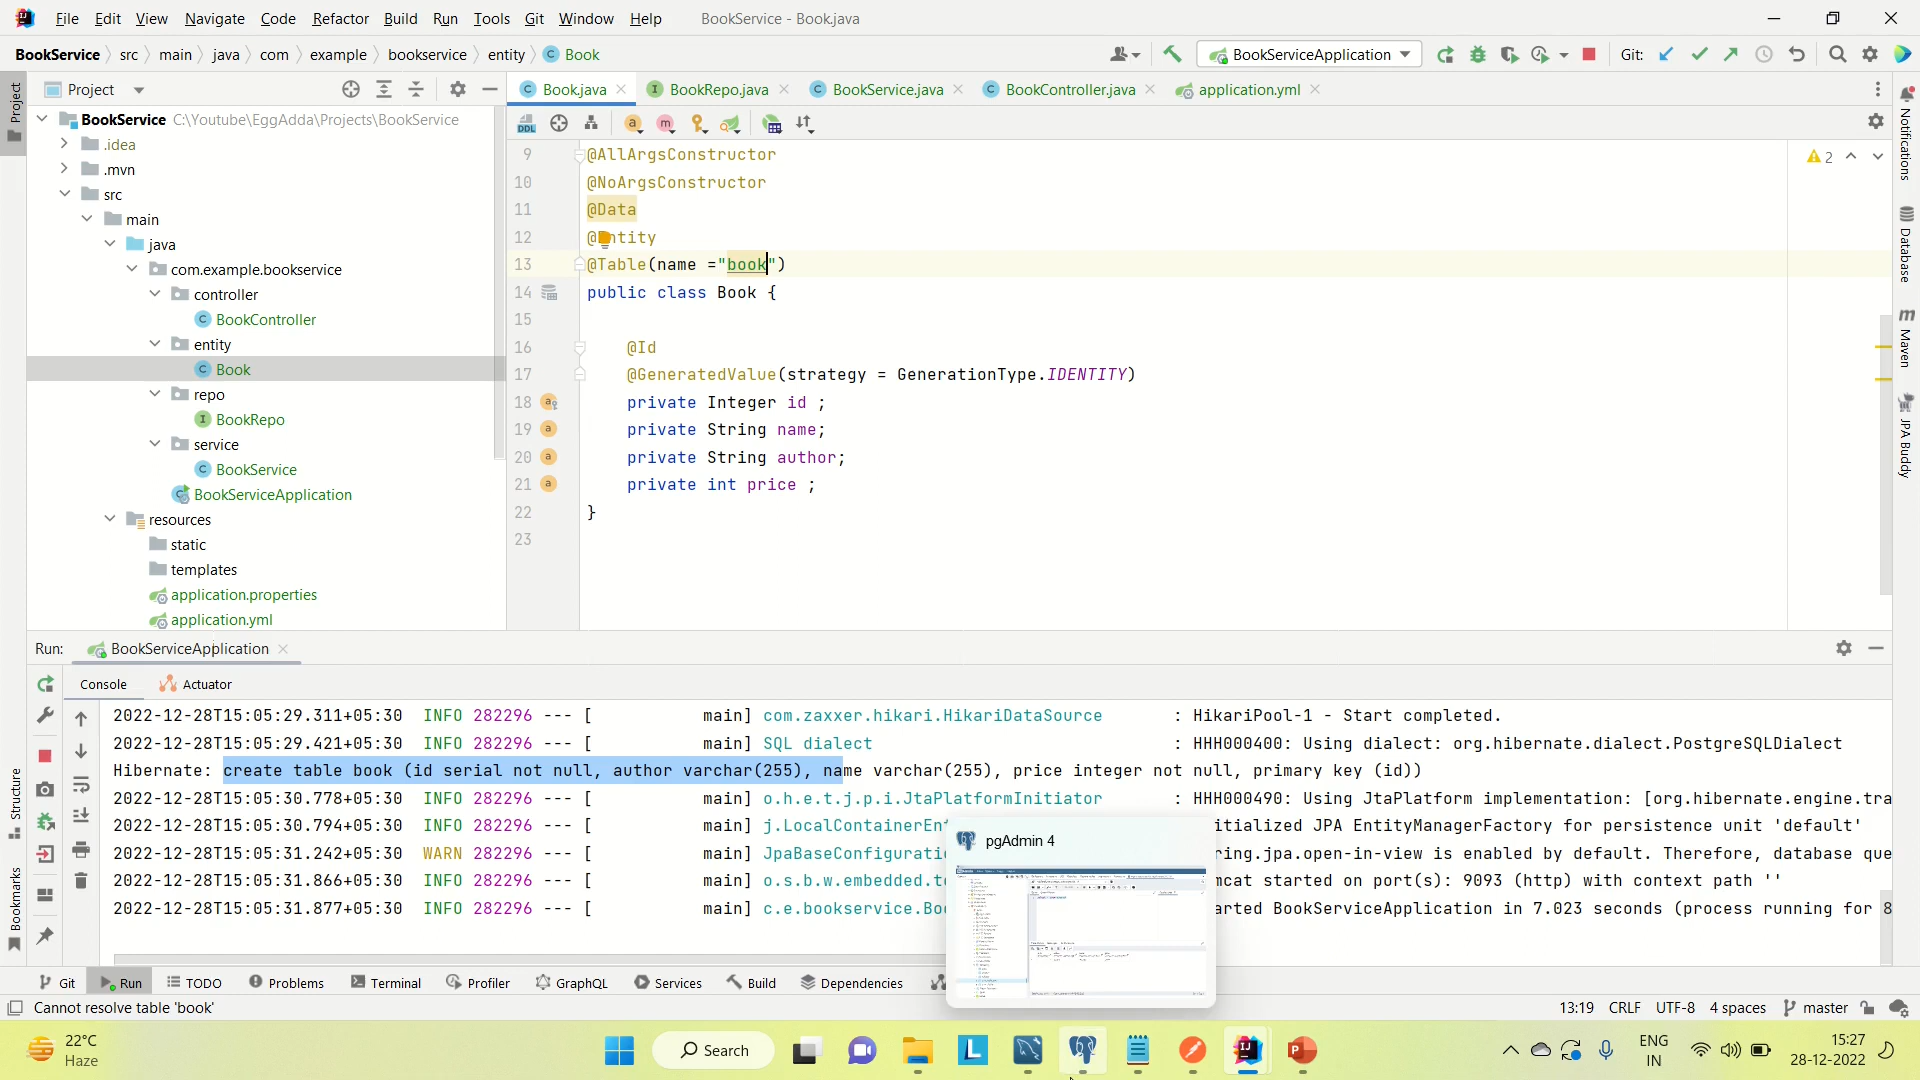 File Edit View Navigate Code Refactor Build Run Tools Git Window Help BookService - Book.java
BookService src main java com example bookservice entity Book BookServiceApplication Git:
Project
Book.java BookRepo.java BookService.java BookController.java application.yml
Project
BookService C:\Youtube\EggAdda\Projects\BookService
.idea
.mvn
src
main
java
com.example.bookservice
controller
BookController
entity
Book
repo
BookRepo
service
BookService
BookServiceApplication
resources
static
templates
application.properties
application.yml
DDL
2
9 @AllArgsConstructor
10 @NoArgsConstructor
11 @Data
12 @Entity
13 @Table(name ="book")
14 public class Book {
15
16 @Id
17 @GeneratedValue(strategy = GenerationType.IDENTITY)
18 private Integer id ;
19 private String name;
20 private String author;
21 private int price ;
22 }
23
Notifications
Database
Maven
JPA Buddy
Structure
Bookmarks
Run: BookServiceApplication
Console Actuator
2022-12-28T15:05:29.311+05:30 INFO 282296 --- [ main] com.zaxxer.hikari.HikariDataSource : HikariPool-1 - Start completed.
2022-12-28T15:05:29.421+05:30 INFO 282296 --- [ main] SQL dialect : HHH000400: Using dialect: org.hibernate.dialect.PostgreSQLDialect
Hibernate: create table book (id serial not null, author varchar(255), name varchar(255), price integer not null, primary key (id))
2022-12-28T15:05:30.778+05:30 INFO 282296 --- [ main] o.h.e.t.j.p.i.JtaPlatformInitiator : HHH000490: Using JtaPlatform implementation: [org.hibernate.engine.tra
2022-12-28T15:05:30.794+05:30 INFO 282296 --- [ main] j.LocalContainerEn itialized JPA EntityManagerFactory for persistence unit 'default'
2022-12-28T15:05:31.242+05:30 WARN 282296 --- [ main] JpaBaseConfiguratio ring.jpa.open-in-view is enabled by default. Therefore, database que
2022-12-28T15:05:31.866+05:30 INFO 282296 --- [ main] o.s.b.w.embedded.to cat started on port(s): 9093 (http) with context path ''
2022-12-28T15:05:31.877+05:30 INFO 282296 --- [ main] c.e.bookservice.Boo arted BookServiceApplication in 7.023 seconds (process running for 8
pgAdmin 4
Git Run TODO Problems Terminal Profiler GraphQL Services Build Dependencies
Cannot resolve table 'book' 13:19 CRLF UTF-8 4 spaces master
22°C
Haze
Search
ENG
IN
15:27
28-12-2022